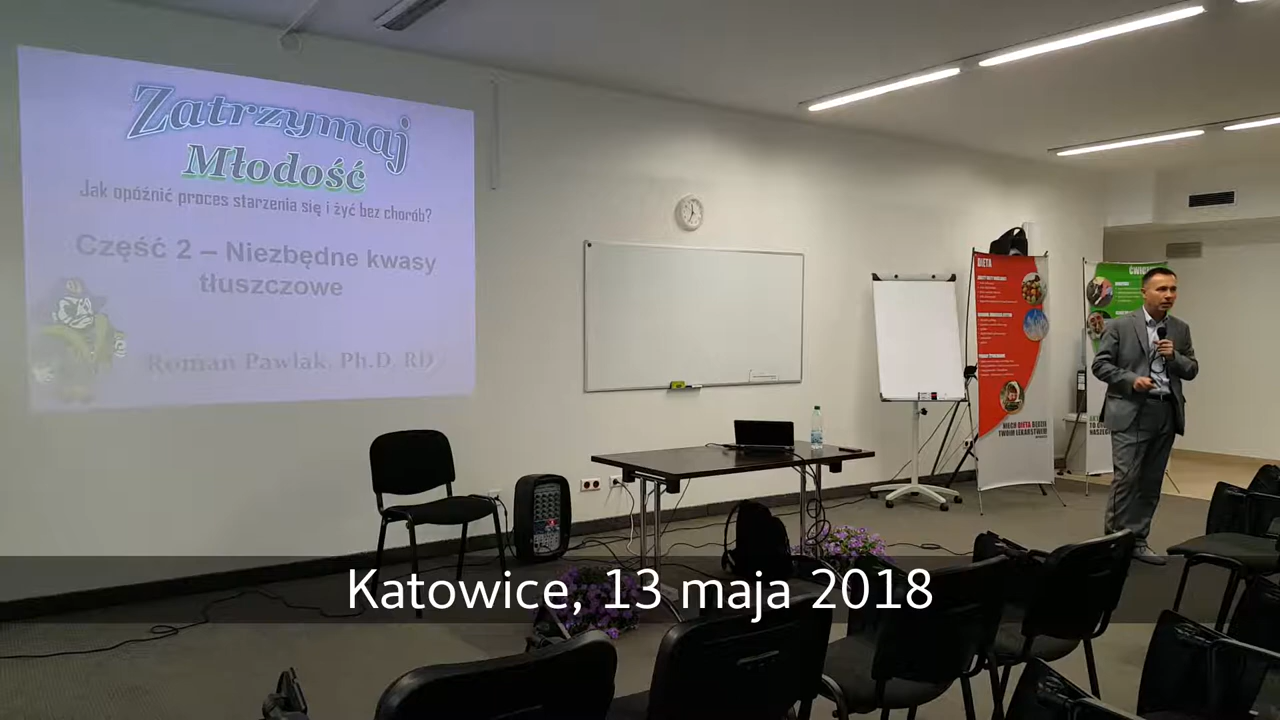 Zatrzymaj
Młodość
Jak opóźnić proces starzenia się i żyć bez chorób?
Część 2 – Niezbędne kwasy
tłuszczowe
Roman Pawlak, Ph.D. RD
DIETA
NIECH DIETA BĘDZIE
TWOIM LEKARSTWEM
Katowice, 13 maja 2018